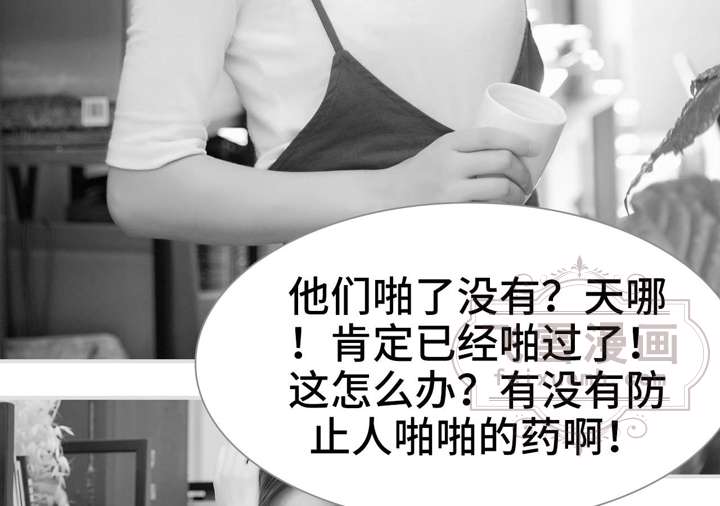 他们啪了没有？天哪
！肯定已经啪过了！
这怎么办？有没有防
止人啪啪的药啊！